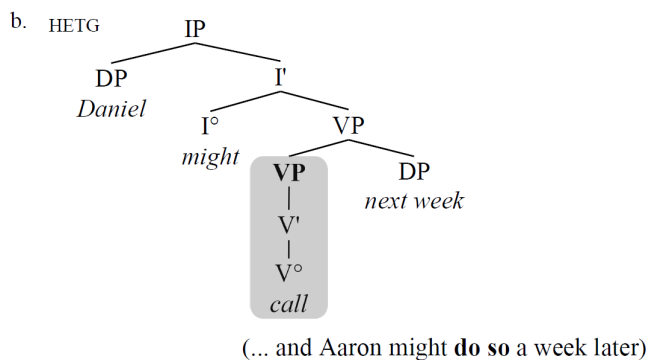 b. HETG IP
DP I'
Daniel
I° VP
might
VP DP
next week
V'
V°
call
(... and Aaron might do so a week later)